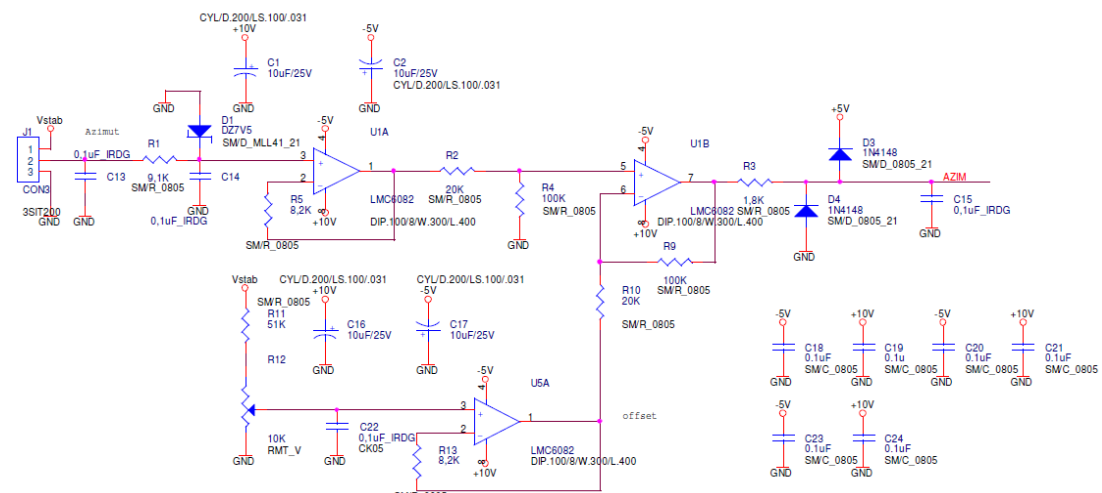 CYL/D.200/LS.100/.031
+10V
C1
10uF/25V
GND
-5V
C2
10uF/25V
CYL/D.200/LS.100/.031
GND
GND
Vstab
J1
1
2
3
CON3
3SIT200
GND
Azimut
0,1uF_IRDG
C13
GND
R1
9,1K
SM/R_0805
D1
DZ7V5
SM/D_MLL41_21
C14
0,1uF_IRDG
GND
-5V
4
U1A
3
+
2
-
1
8
+10V
R5
8,2K
SM/R_0805
LMC6082
DIP.100/8/W.300/L.400
R2
20K
SM/R_0805
R4
100K
SM/R_0805
GND
-5V
4
U1B
5
+
6
-
7
8
+10V
LMC6082
DIP.100/8/W.300/L.400
R3
1,8K
SM/R_0805
+5V
D3
1N4148
SM/D_0805_21
D4
1N4148
SM/D_0805_21
GND
AZIM
C15
0,1uF_IRDG
GND
R9
100K
SM/R_0805
R10
20K
SM/R_0805
Vstab
SM/R_0805
R11
51K
R12
10K
RMT_V
GND
CYL/D.200/LS.100/.031
+10V
C16
10uF/25V
GND
CYL/D.200/LS.100/.031
-5V
C17
10uF/25V
GND
C22
0,1uF_IRDG
CK05
GND
-5V
4
U5A
3
+
2
-
1
8
+10V
R13
8,2K
LMC6082
DIP.100/8/W.300/L.400
offset
-5V
C18
0.1uF
SM/C_0805
GND
+10V
C19
0.1u
SM/C_0805
GND
-5V
C20
0.1uF
SM/C_0805
GND
+10V
C21
0.1uF
SM/C_0805
GND
-5V
C23
0.1uF
SM/C_0805
GND
+10V
C24
0.1uF
SM/C_0805
GND